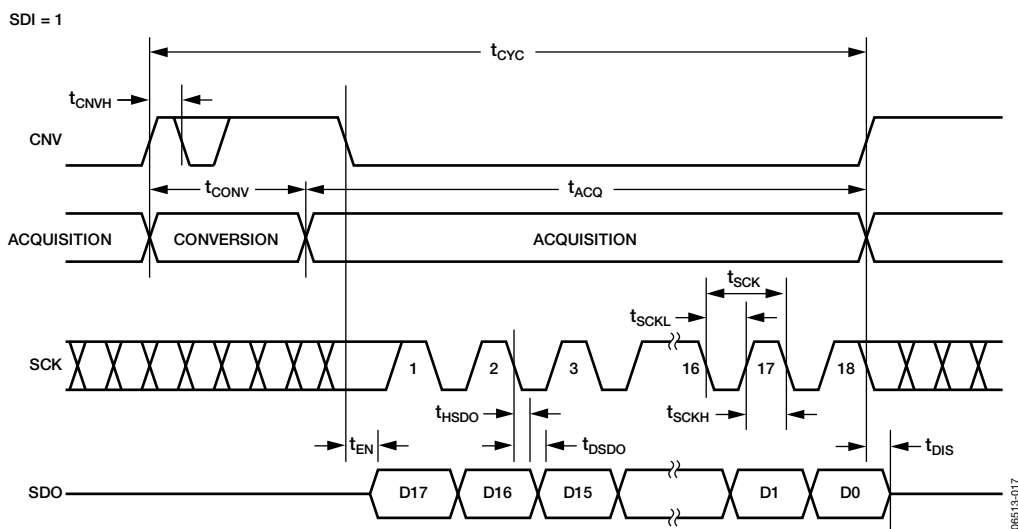 SDI = 1
tCYC
tCNVH
CNV
tCONV
tACQ
ACQUISITION
CONVERSION
ACQUISITION
tSCK
tSCKL
SCK
1
2
3
16
17
18
tHSDO
tSCKH
tEN
tDSDO
tDIS
SDO
D17
D16
D15
D1
D0
06513-017